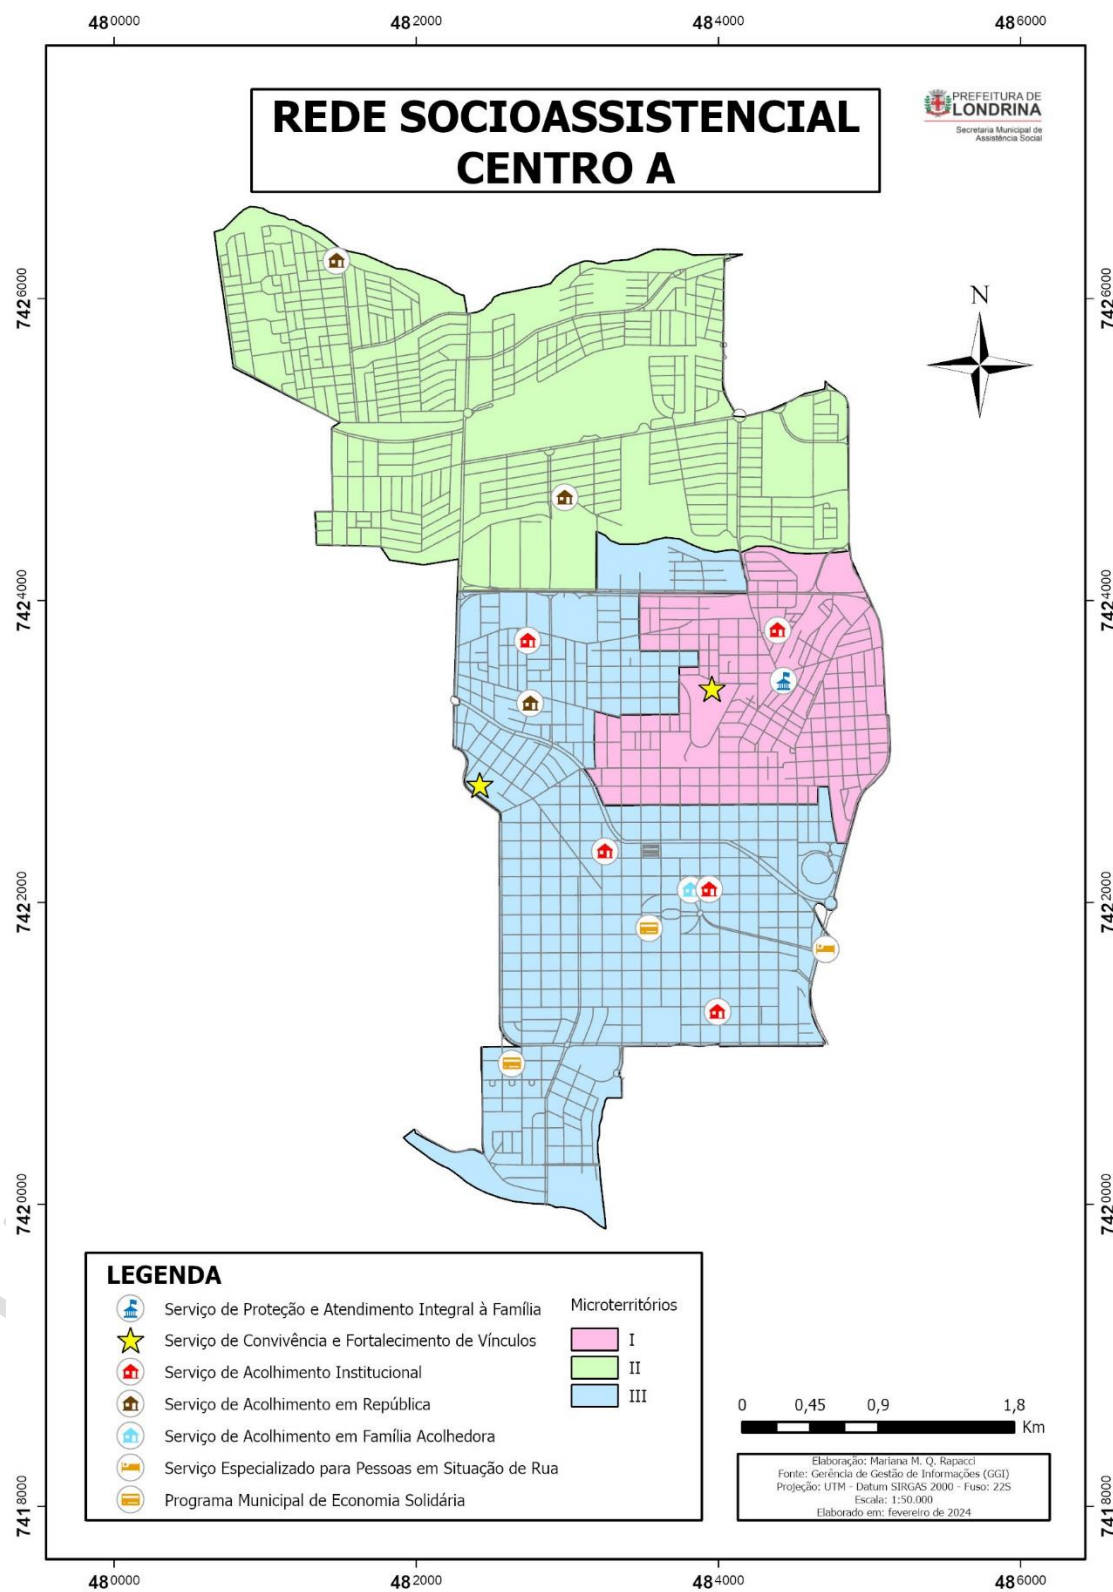 480000 482000 484000 486000
REDE SOCIOASSISTENCIAL
CENTRO A
PREFEITURA DE
LONDRINA
Secretaria Municipal de
Assistência Social
N
7426000 7426000
7424000 7424000
7422000 7422000
7420000 7420000
7418000 7418000
LEGENDA
Serviço de Proteção e Atendimento Integral à Família
Serviço de Convivência e Fortalecimento de Vínculos
Serviço de Acolhimento Institucional
Serviço de Acolhimento em República
Serviço de Acolhimento em Família Acolhedora
Serviço Especializado para Pessoas em Situação de Rua
Programa Municipal de Economia Solidária
Microterritórios
I
II
III
0 0,45 0,9 1,8
Km
Elaboração: Mariana M. Q. Rapacci
Fonte: Gerência de Gestão de Informações (GGI)
Projeção: UTM - Datum SIRGAS 2000 - Fuso: 22S
Escala: 1:50.000
Elaborado em: fevereiro de 2024
480000 482000 484000 486000